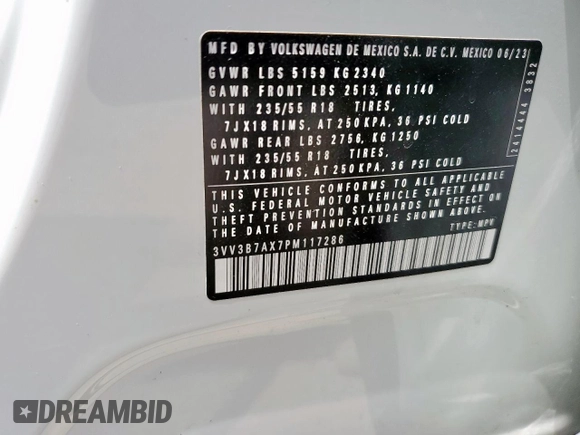 MFD BY VOLKSWAGEN DE MEXICO S.A. DE C.V. MEXICO 06/23
GVWR LBS 5159 KG 2340
GAWR FRONT LBS 2513, KG 1140
WITH 235/55 R18 TIRES,
7JX18 RIMS, AT 250 KPA, 36 PSI COLD
GAWR REAR LBS 2756, KG 1250
WITH 235/55 R18 TIRES,
7JX18 RIMS, AT 250 KPA, 36 PSI COLD
THIS VEHICLE CONFORMS TO ALL APPLICABLE
U.S. FEDERAL MOTOR VEHICLE SAFETY AND
THEFT PREVENTION STANDARDS IN EFFECT ON
THE DATE OF MANUFACTURE SHOWN ABOVE.
3VV3B7AX7PM117286 TYPE: MPV
2414444 3832
DREAMBID